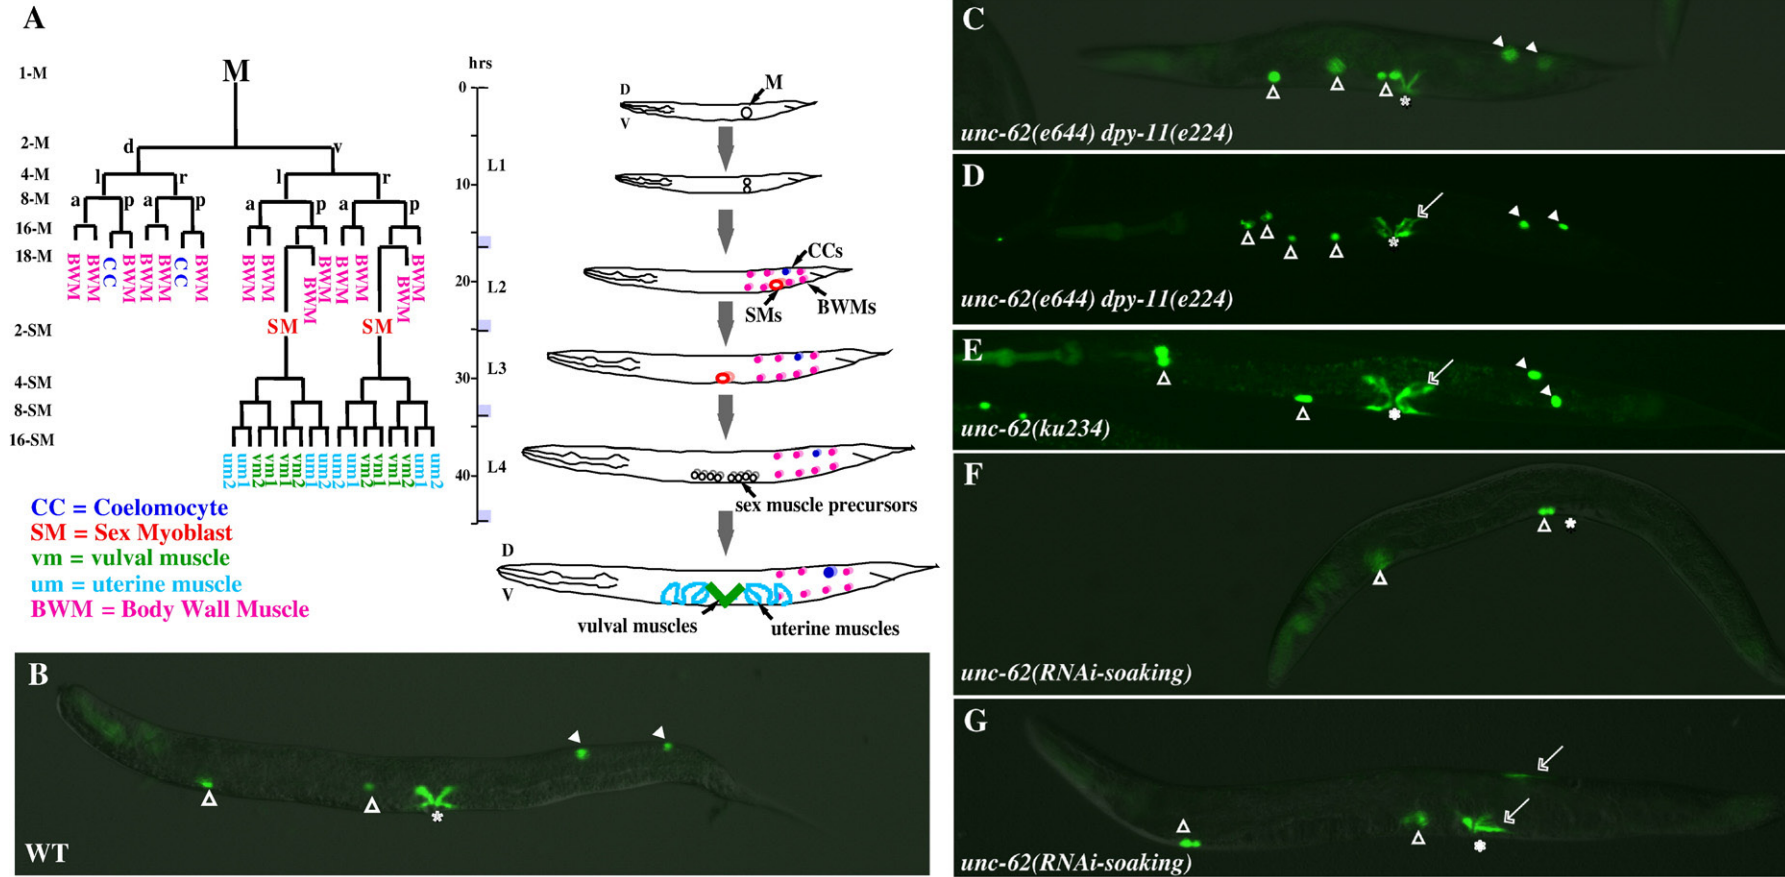 A
1-M
2-M
4-M
8-M
16-M
18-M
2-SM
4-SM
8-SM
16-SM
M
d
v
l
r
l
r
a
p
a
p
a
p
a
p
BWM
BWM
CC
BWM
BWM
BWM
CC
BWM
BWM
BWM
BWM
BWM
BWM
BWM
BWM
BWM
SM
SM
um2
um1
vm2
vm1
vm1
vm2
um1
um2
um2
um1
vm2
vm1
vm1
vm2
um1
um2
CC = Coelomocyte
SM = Sex Myoblast
vm = vulval muscle
um = uterine muscle
BWM = Body Wall Muscle
hrs
0
10
20
30
40
L1
L2
L3
L4
D
V
M
CCs
SMs
BWMs
sex muscle precursors
D
V
vulval muscles
uterine muscles
B
*
WT
C
*
unc-62(e644) dpy-11(e224)
D
*
unc-62(e644) dpy-11(e224)
E
*
unc-62(ku234)
F
*
unc-62(RNAi-soaking)
G
*
unc-62(RNAi-soaking)